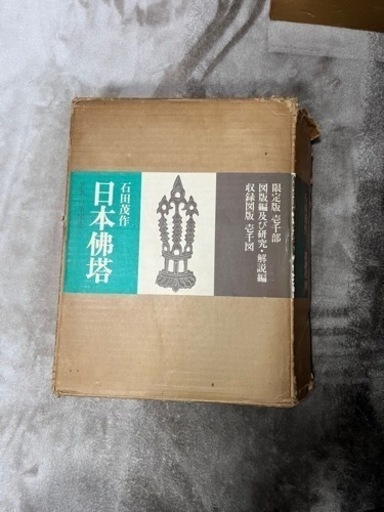 限定版 壱千部
図版編及び研究・解説編
収録図版 壱千図
石田茂作
日本佛塔